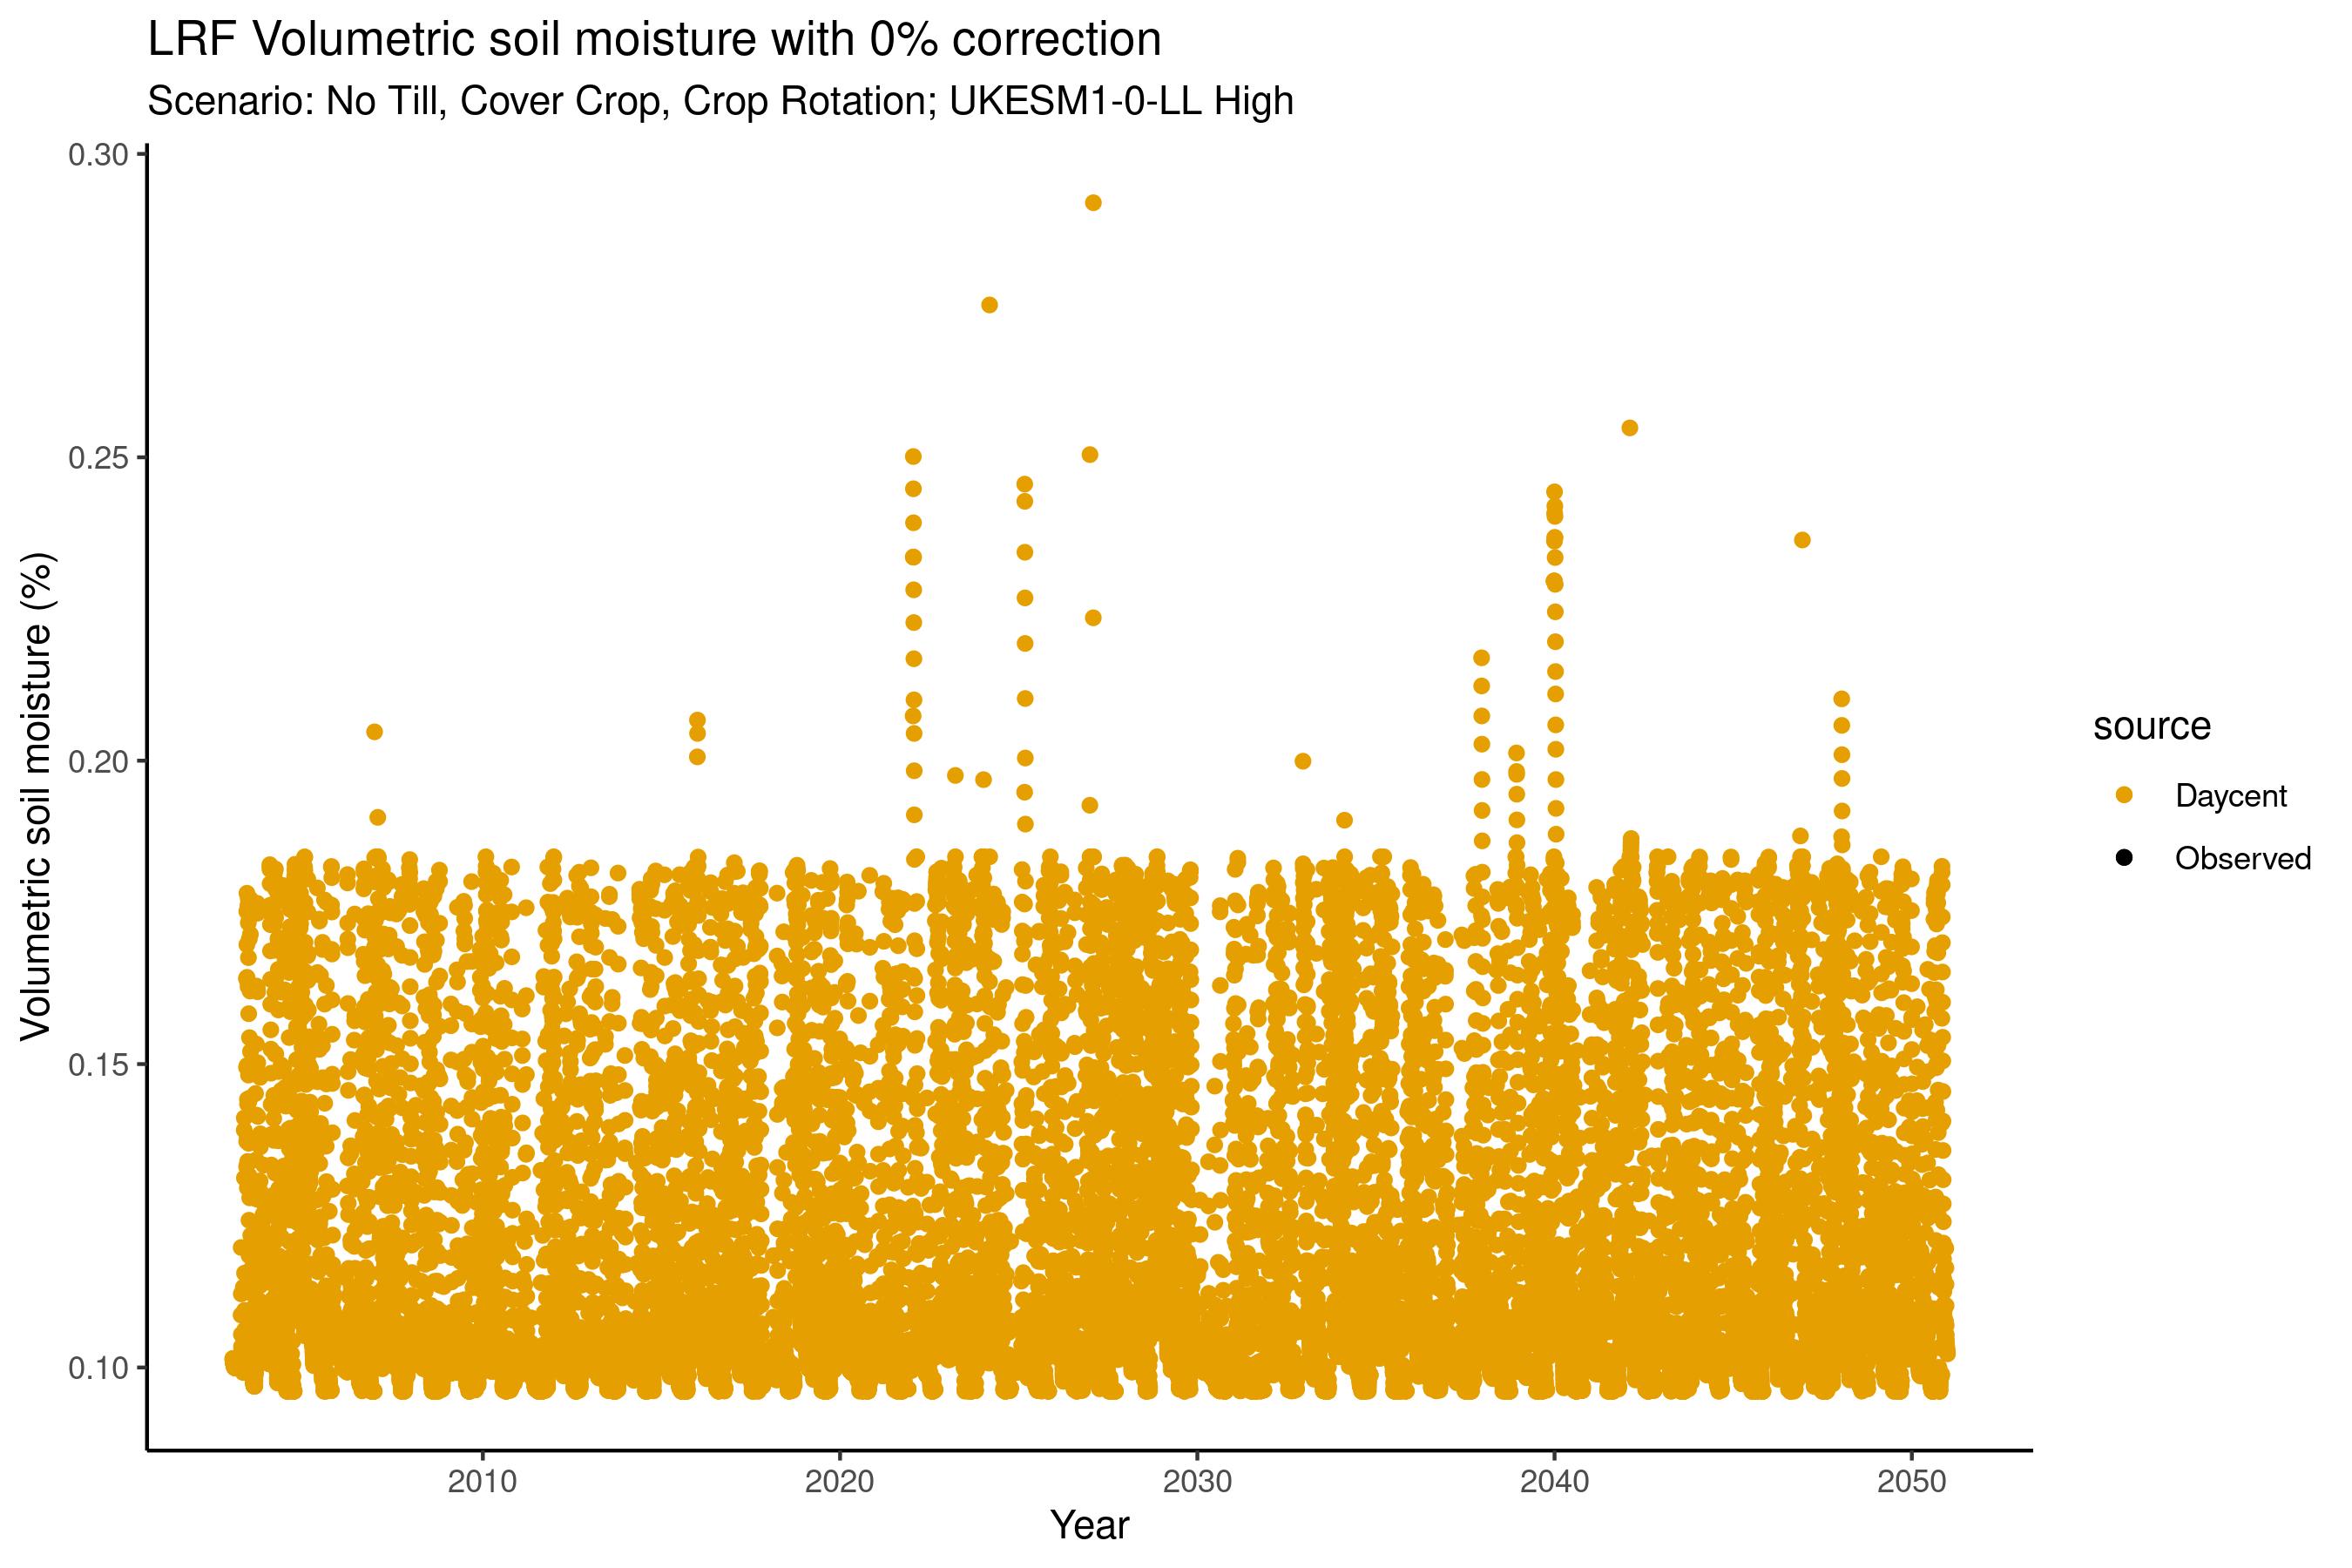 LRF Volumetric soil moisture with 0% correction
Scenario: No Till, Cover Crop, Crop Rotation; UKESM1-0-LL High
0.30
0.25
0.20
0.15
0.10
Volumetric soil moisture (%)
2010 2020 2030 2040 2050
Year
source
Daycent
Observed